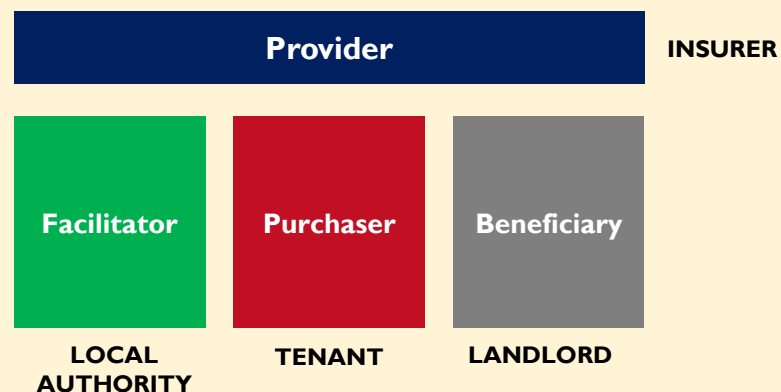 Provider
INSURER
Facilitator
Purchaser
Beneficiary
LOCAL
AUTHORITY
TENANT
LANDLORD